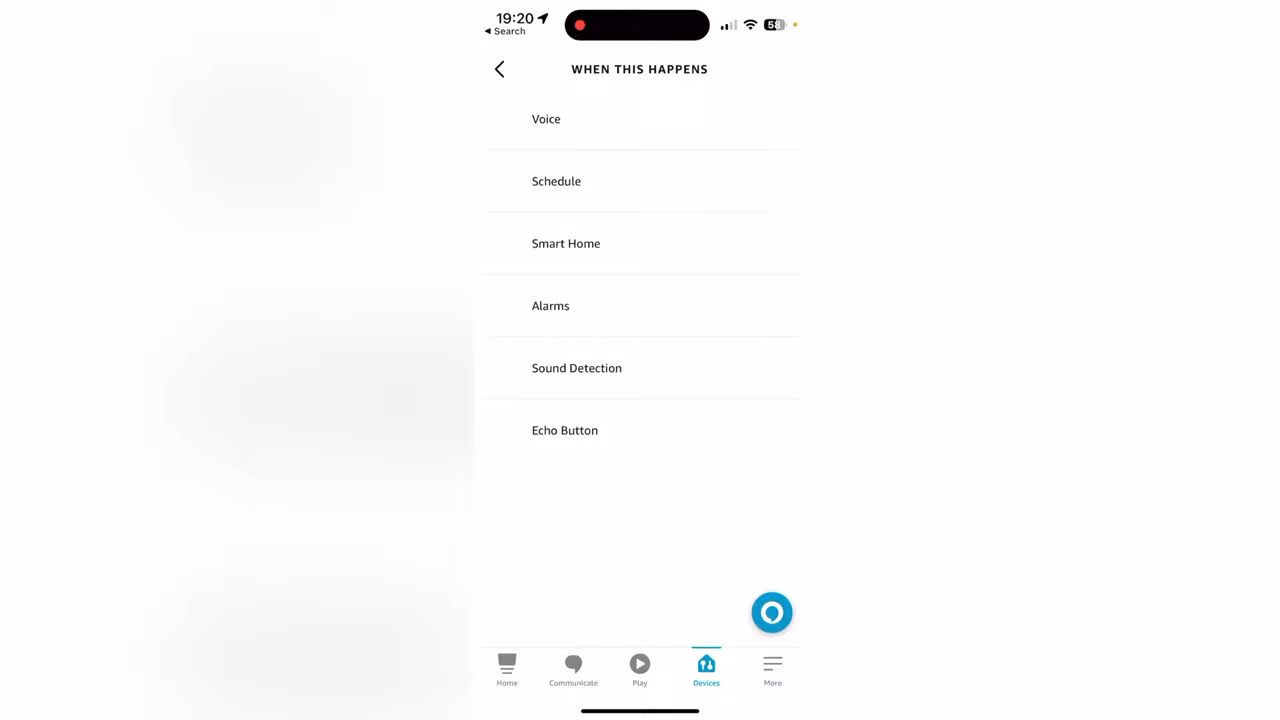 19:20
58
Search
WHEN THIS HAPPENS
Voice
Schedule
Smart Home
Alarms
Sound Detection
Echo Button
Home
Communicate
Play
Devices
More